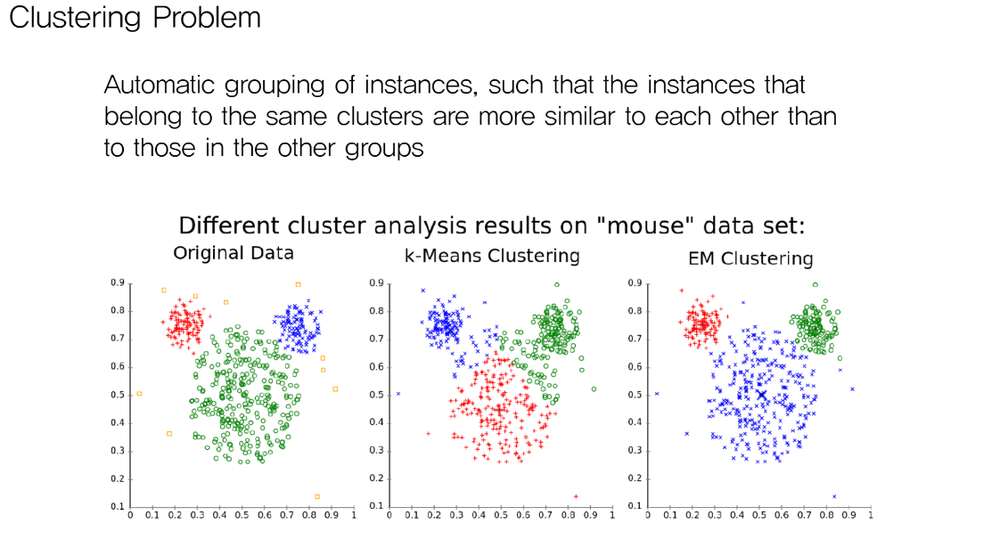 Clustering Problem
Automatic grouping of instances, such that the instances that
belong to the same clusters are more similar to each other than
to those in the other groups
Different cluster analysis results on "mouse" data set:
Original Data
k-Means Clustering
EM Clustering
0.9
0.8
0.7
0.6
0.5
0.4
0.3
0.2
0.1
0 0.1 0.2 0.3 0.4 0.5 0.6 0.7 0.8 0.9 1
0.9
0.8
0.7
0.6
0.5
0.4
0.3
0.2
0.1
0 0.1 0.2 0.3 0.4 0.5 0.6 0.7 0.8 0.9 1
0.9
0.8
0.7
0.6
0.5
0.4
0.3
0.2
0.1
0 0.1 0.2 0.3 0.4 0.5 0.6 0.7 0.8 0.9 1